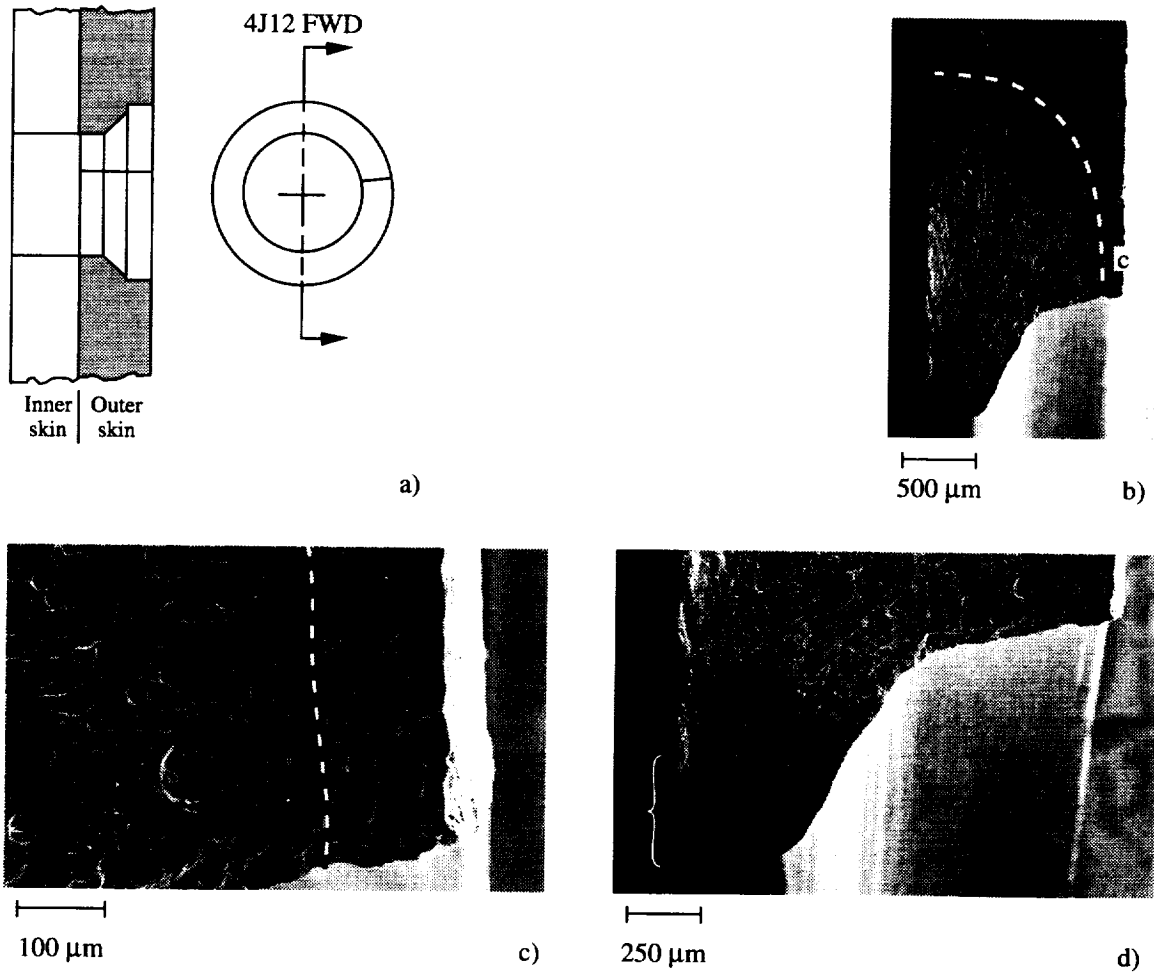 4J12 FWD
Inner skin
Outer skin
a)
c
500 μm
b)
100 μm
c)
250 μm
d)